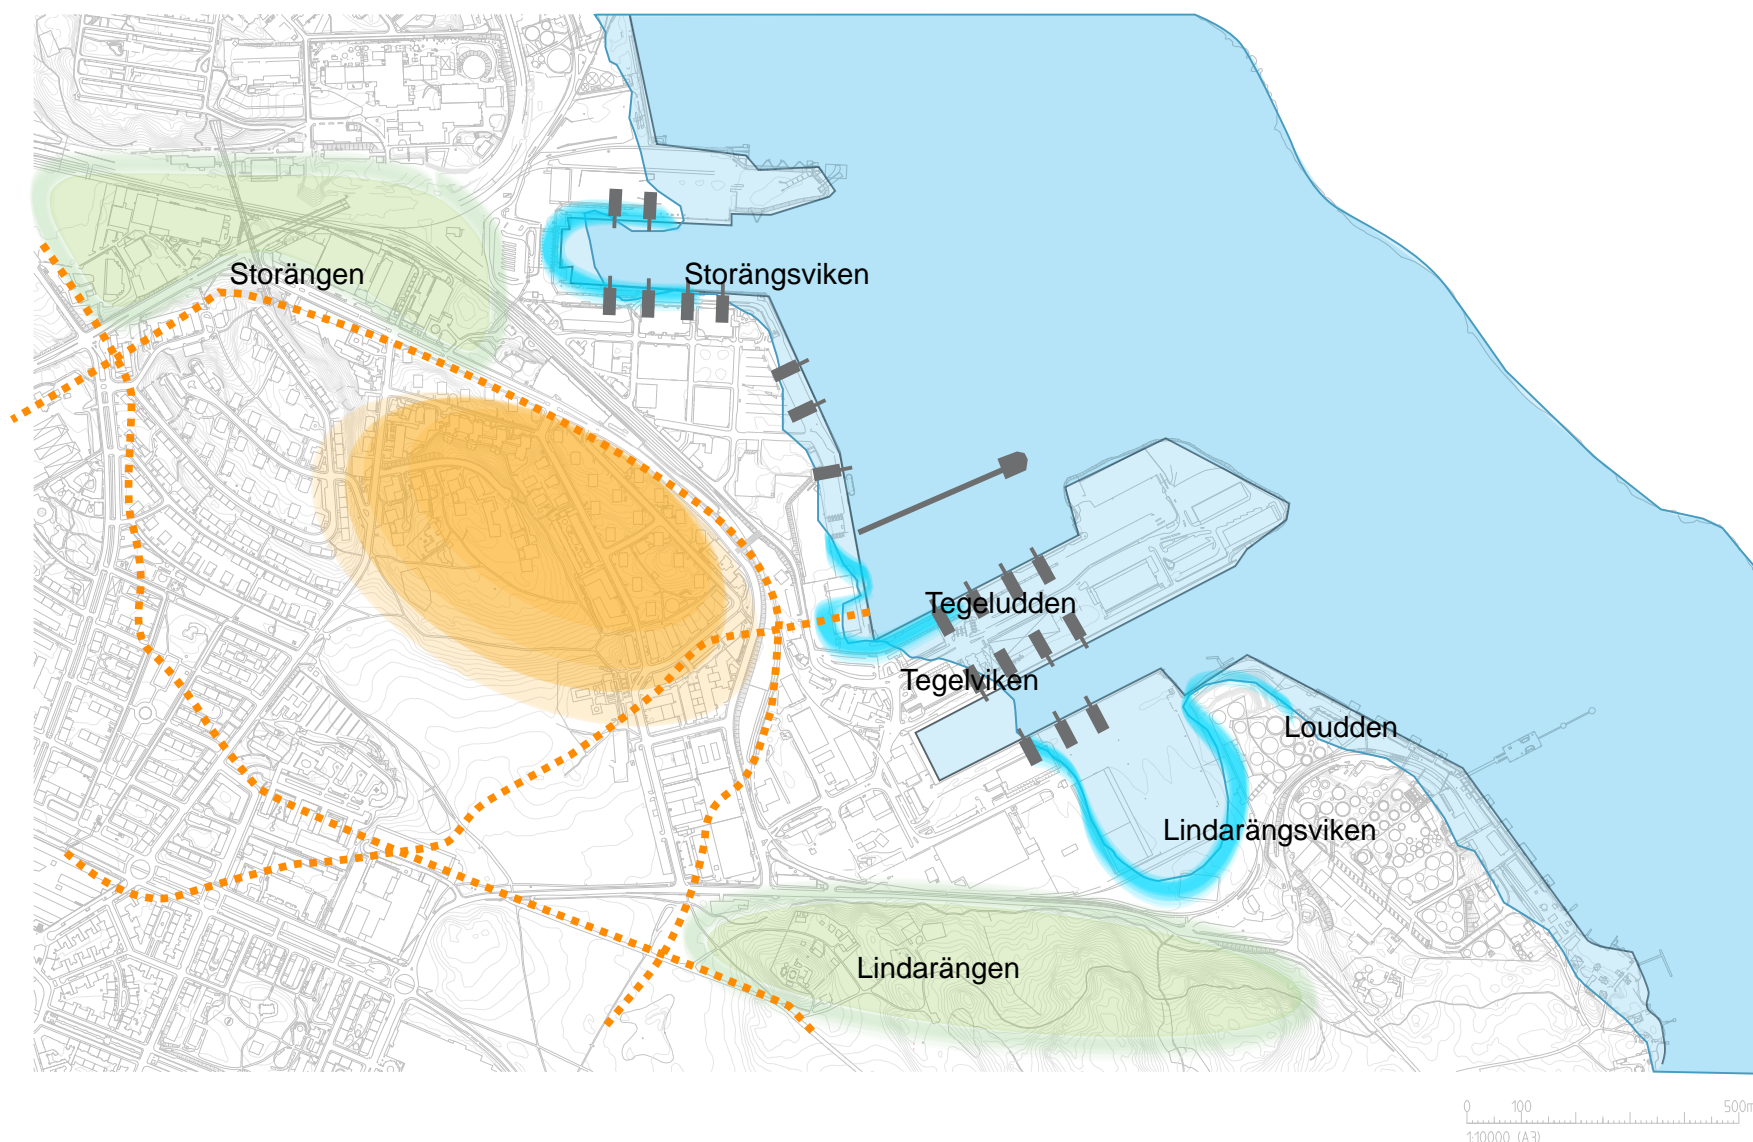 Storängen
Storängsviken
Tegeludden
Tegelviken
Loudden
Lindarängsviken
Lindarängen
0 100 500m
1:10000 (A3)